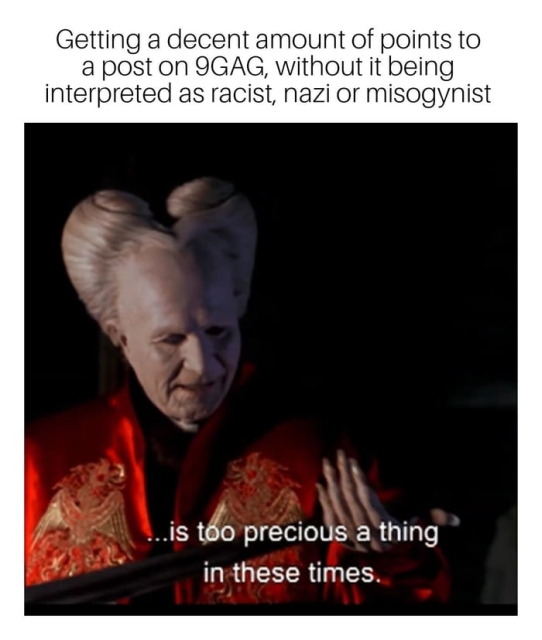 Getting a decent amount of points to
a post on 9GAG, without it being
interpreted as racist, nazi or misogynist
...is too precious a thing
in these times.